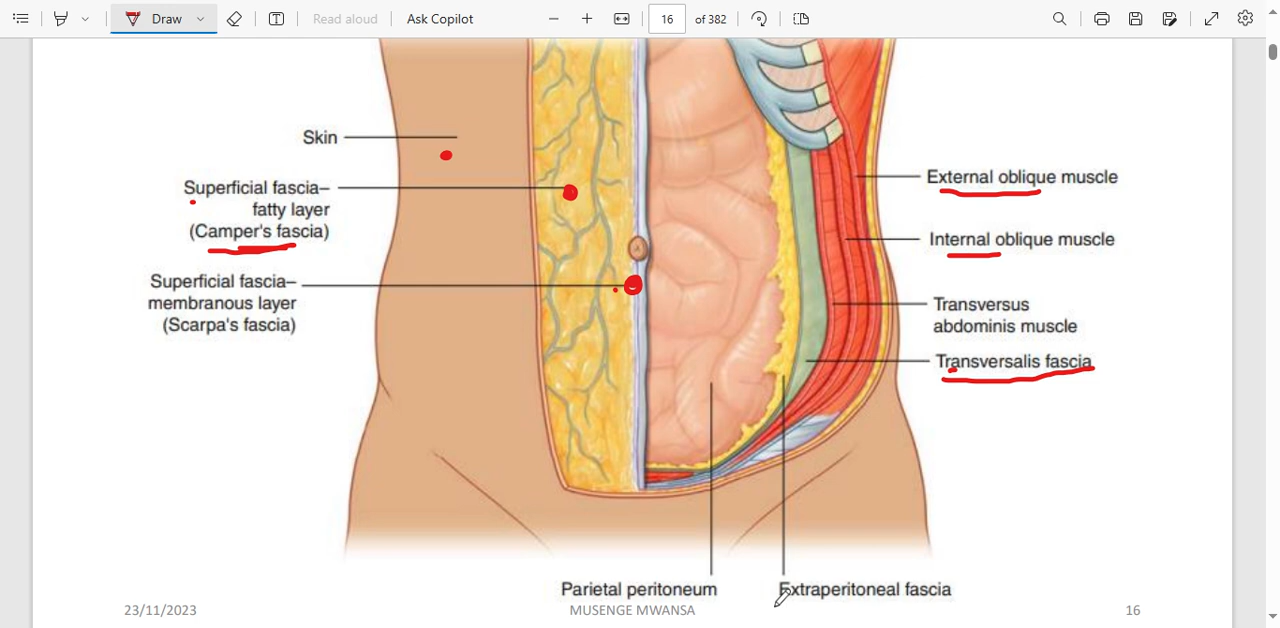 Draw
Read aloud
Ask Copilot
16
of 382
Skin
Superficial fascia–
fatty layer
(Camper's fascia)
Superficial fascia–
membranous layer
(Scarpa's fascia)
External oblique muscle
Internal oblique muscle
Transversus
abdominis muscle
Transversalis fascia
Parietal peritoneum
Extraperitoneal fascia
23/11/2023
MUSENGE MWANSA
16